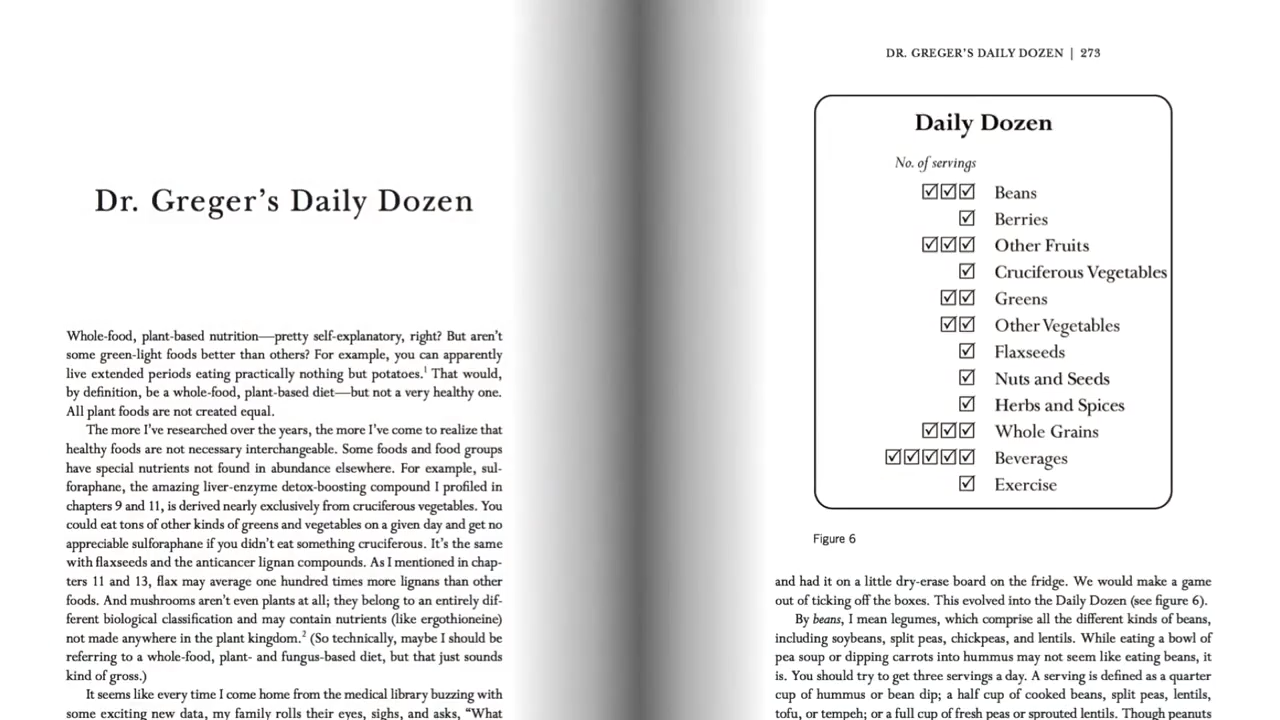 Dr. Greger's Daily Dozen
Whole-food, plant-based nutrition—pretty self-explanatory, right? But aren't
some green-light foods better than others? For example, you can apparently
live extended periods eating practically nothing but potatoes.¹ That would,
by definition, be a whole-food, plant-based diet—but not a very healthy one.
All plant foods are not created equal.
The more I've researched over the years, the more I've come to realize that
healthy foods are not necessary interchangeable. Some foods and food groups
have special nutrients not found in abundance elsewhere. For example, sul-
foraphane, the amazing liver-enzyme detox-boosting compound I profiled in
chapters 9 and 11, is derived nearly exclusively from cruciferous vegetables. You
could eat tons of other kinds of greens and vegetables on a given day and get no
appreciable sulforaphane if you didn't eat something cruciferous. It's the same
with flaxseeds and the anticancer lignan compounds. As I mentioned in chap-
ters 11 and 13, flax may average one hundred times more lignans than other
foods. And mushrooms aren't even plants at all; they belong to an entirely dif-
ferent biological classification and may contain nutrients (like ergothioneine)
not made anywhere in the plant kingdom.² (So technically, maybe I should be
referring to a whole-food, plant- and fungus-based diet, but that just sounds
kind of gross.)
It seems like every time I come home from the medical library buzzing with
some exciting new data, my family rolls their eyes, sighs, and asks, “What
DR. GREGER'S DAILY DOZEN | 273
Daily Dozen
No. of servings
☑☑☑ Beans
☑ Berries
☑☑☑ Other Fruits
☑ Cruciferous Vegetables
☑☑ Greens
☑☑ Other Vegetables
☑ Flaxseeds
☑ Nuts and Seeds
☑ Herbs and Spices
☑☑☑ Whole Grains
☑☑☑☑☑ Beverages
☑ Exercise
Figure 6
and had it on a little dry-erase board on the fridge. We would make a game
out of ticking off the boxes. This evolved into the Daily Dozen (see figure 6).
By beans, I mean legumes, which comprise all the different kinds of beans,
including soybeans, split peas, chickpeas, and lentils. While eating a bowl of
pea soup or dipping carrots into hummus may not seem like eating beans, it
is. You should try to get three servings a day. A serving is defined as a quarter
cup of hummus or bean dip; a half cup of cooked beans, split peas, lentils,
tofu, or tempeh; or a full cup of fresh peas or sprouted lentils. Though peanuts